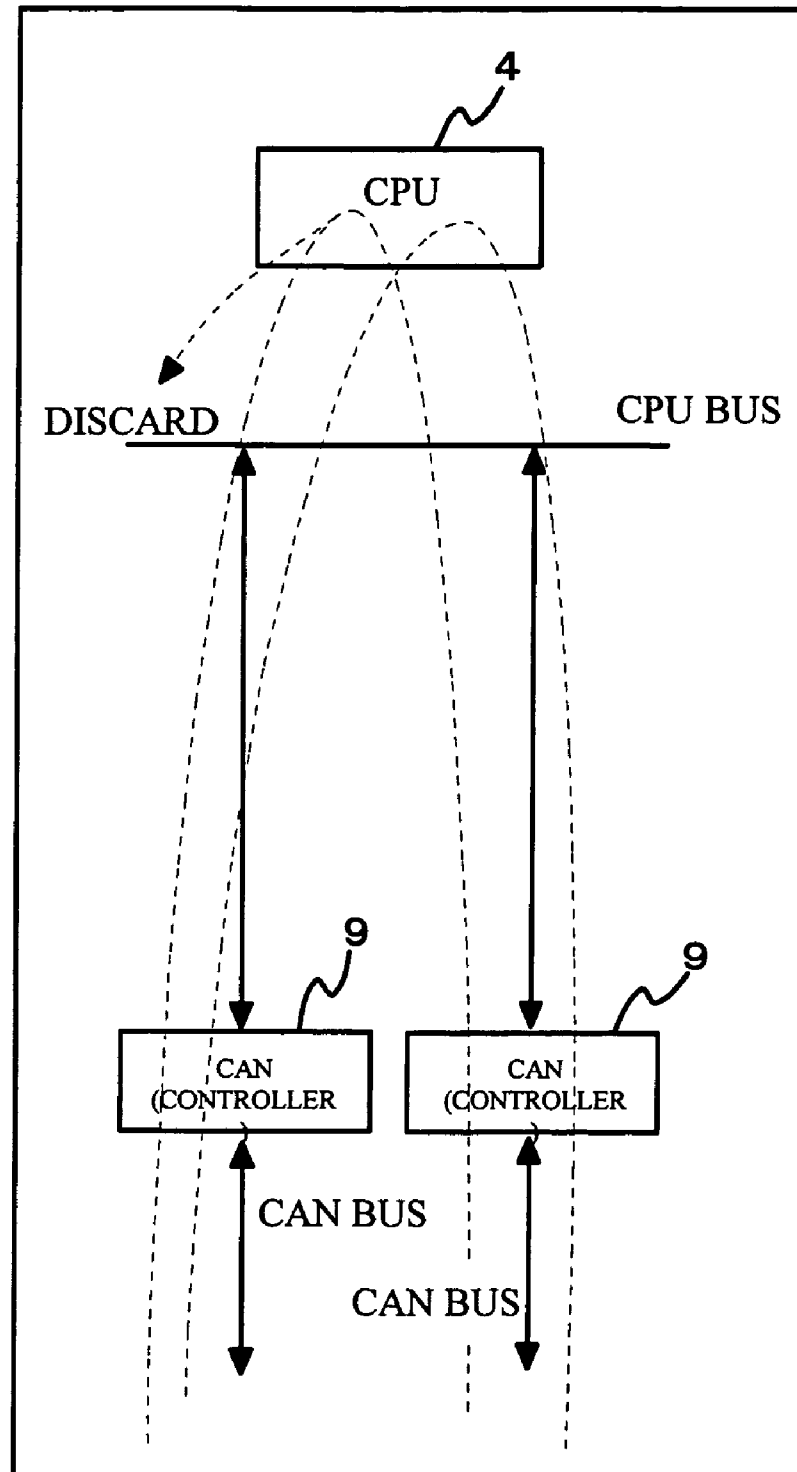 4
CPU
DISCARD
CPU BUS
9
9
CAN
(CONTROLLER
CAN
(CONTROLLER
CAN BUS
CAN BUS